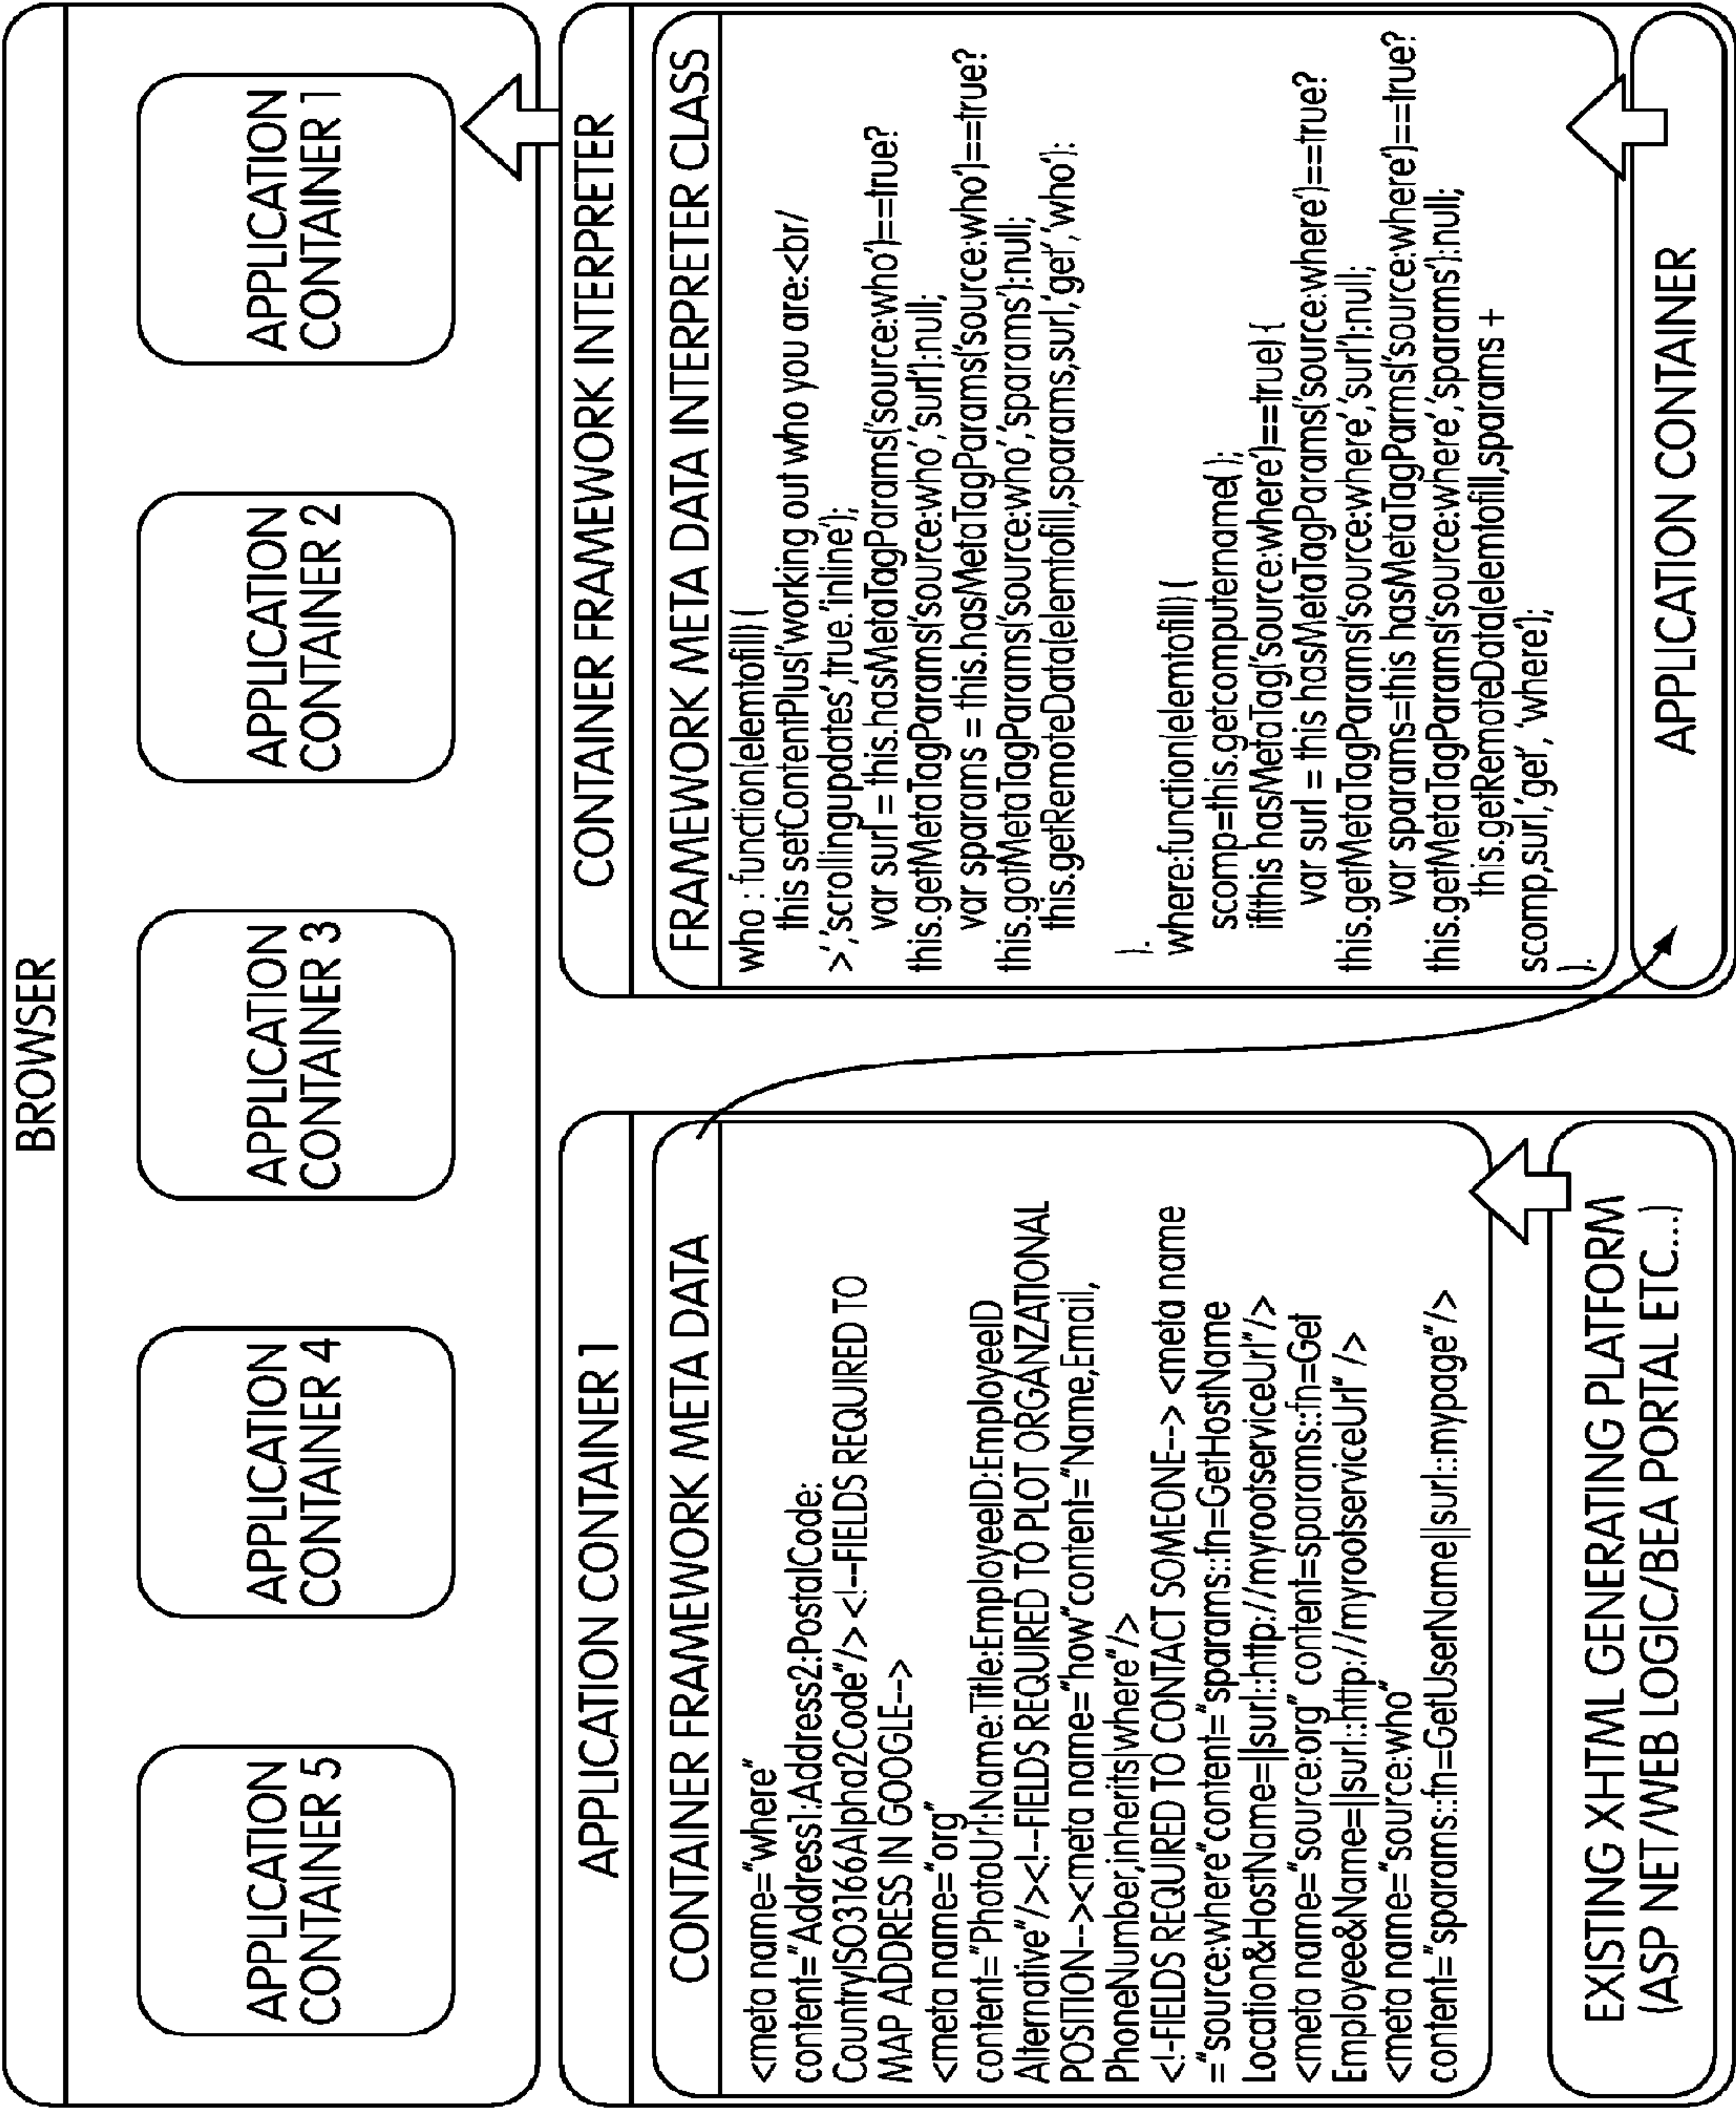 BROWSER
APPLICATION
CONTAINER 5
APPLICATION
CONTAINER 4
APPLICATION
CONTAINER 3
APPLICATION
CONTAINER 2
APPLICATION
CONTAINER 1
APPLICATION CONTAINER 1
CONTAINER FRAMEWORK META DATA
<meta name="where"
content="Address1:Address2:PostalCode:
CountryISO3166Alpha2Code"/> <!--FIELDS REQUIRED TO
MAP ADDRESS IN GOOGLE-->
<meta name="org"
content="PhotoUrl:Name:Title:EmployeeID:EmployeeID
Alternative"/><!--FIELDS REQUIRED TO PLOT ORGANZATIONAL
POSITION--><meta name="how"content="Name,Email,
PhoneNumber,inherits|where"/>
<!-FIELDS REQUIRED TO CONTACT SOMEONE--> <meta name
="source:where"content="sparams::fn=GetHostName
Location&HostName=||surl::http://myrootserviceUrl"/>
<meta name="source:org" content=sparams::fn=Get
Employee&Name=||surl::http://myrootserviceUrl" />
<meta name="source:who"
content="sparams::fn=GetUserName||surl::mypage"/>
EXISTING XHTML GENERATING PLATFORM
(ASP NET/WEB LOGIC/BEA PORTAL ETC...)
CONTAINER FRAMEWORK INTERPRETER
FRAMEWORK META DATA INTERPRETER CLASS
who : function(elemtofill) (
this setContentPlus('working out who you are:<br/
>','scrollingupdates',true.'inline');
var surl = this.hasMetaTagParams('source:who')==true?
this.getMetaTagParams('source:who','surl'):null;
var sparams = this.hasMetaTagParams('source:who')==true?
this.gotMetaTagParams('source:who','sparams'):null;
this.getRemoteData(elemtofill,sparams,surl,'get','who'):
).
where:function(elemtofill) (
scomp=this.getcomputername( );
if(this hasMetaTag('source:where')==true) {
var surl = this hasMetaTagParams('source:where')==true?
this.getMetaTagParams('source:where','surl'):null;
var sparams=this hasMetaTagParms('source:where')==true?
this.getMetaTagParams('source:where','sparams'):null;
this.getRemoteData(elemtofill,sparams +
scomp,surl,'get', 'where');
).
APPLICATION CONTAINER